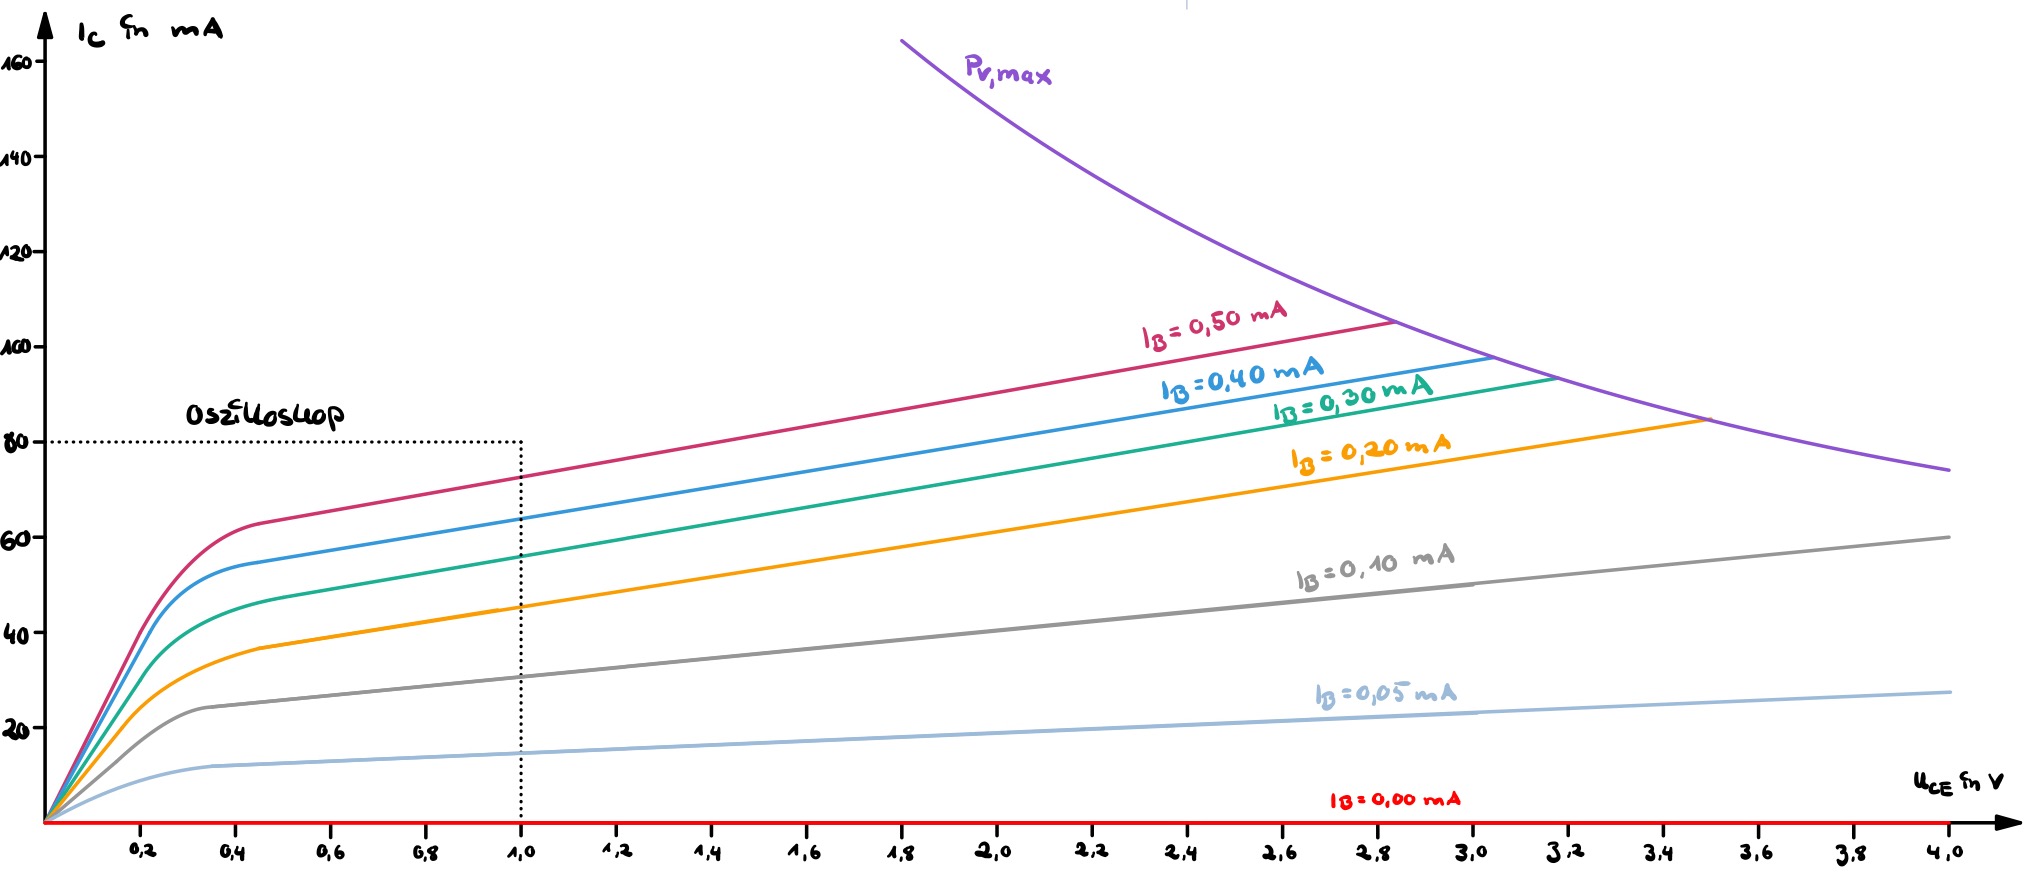 I_C in mA
160
P_v,max
140
120
I_B = 0,50 mA
100
I_B = 0,40 mA
I_B = 0,30 mA
Oszilloskop
80
I_B = 0,20 mA
60
I_B = 0,10 mA
40
I_B = 0,05 mA
20
U_CE in V
I_B = 0,00 mA
0,2 0,4 0,6 0,8 1,0 1,2 1,4 1,6 1,8 2,0 2,2 2,4 2,6 2,8 3,0 3,2 3,4 3,6 3,8 4,0